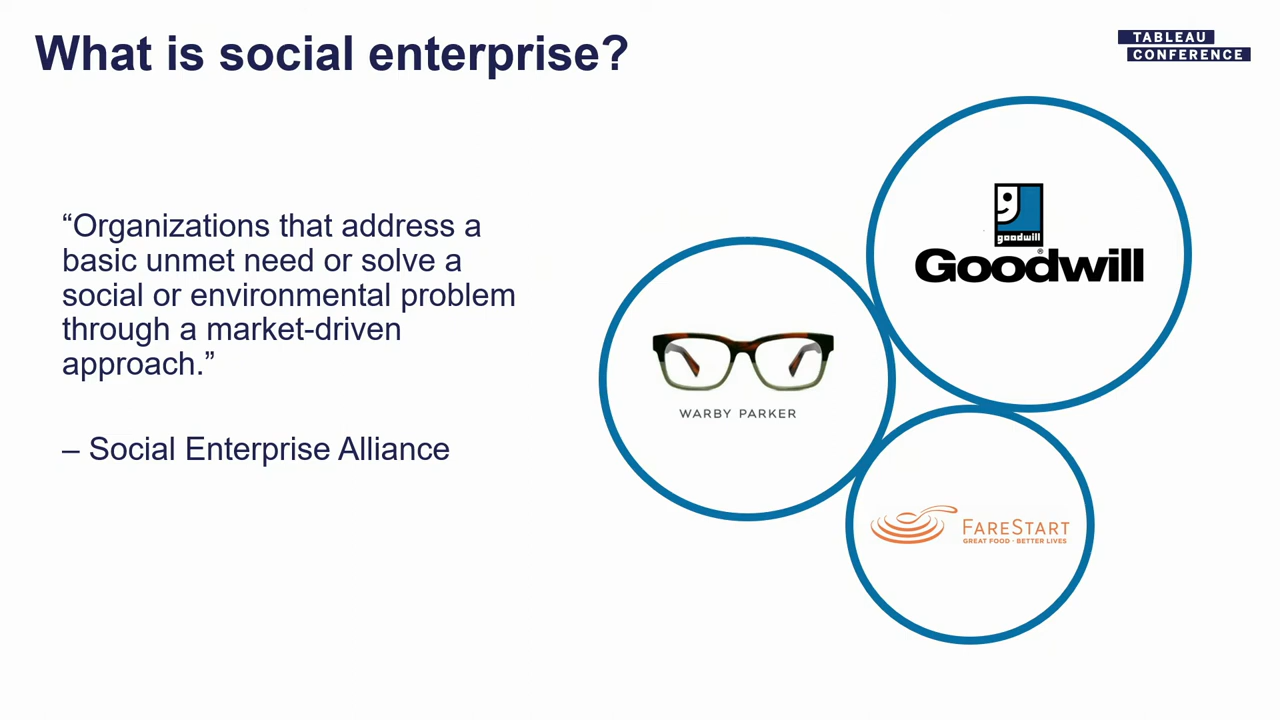 What is social enterprise?
TABLEAU
CONFERENCE
“Organizations that address a
basic unmet need or solve a
social or environmental problem
through a market-driven
approach.”
– Social Enterprise Alliance
goodwill
Goodwill®
WARBY PARKER
FARESTART
GREAT FOOD · BETTER LIVES